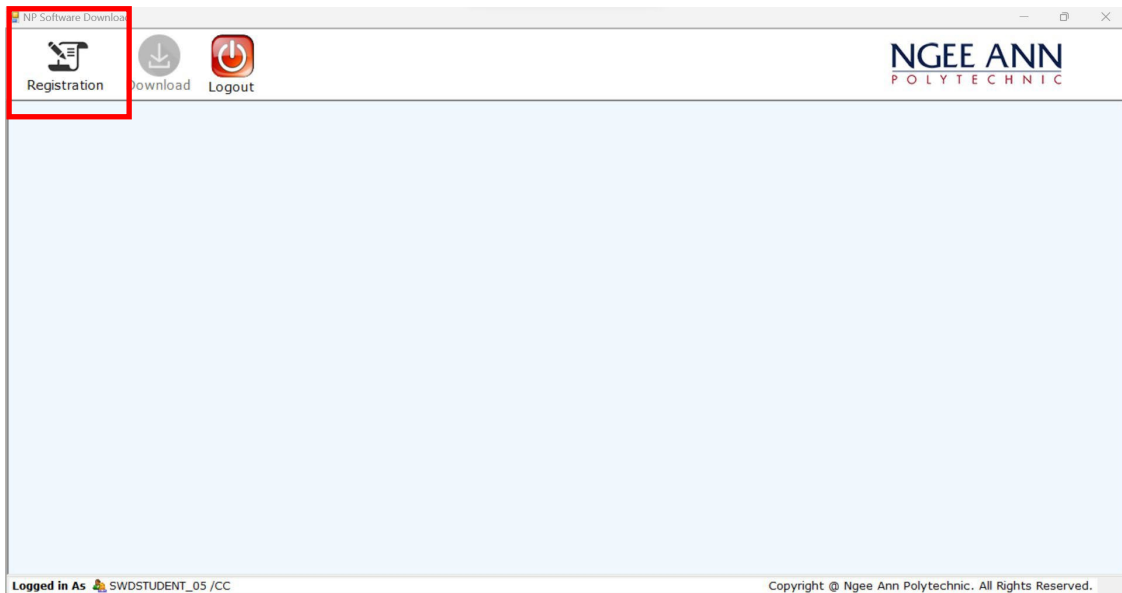 NP Software Download
Registration
Download
Logout
NGEE ANN
POLYTECHNIC
Logged in As SWDSTUDENT_05 /CC
Copyright @ Ngee Ann Polytechnic. All Rights Reserved.